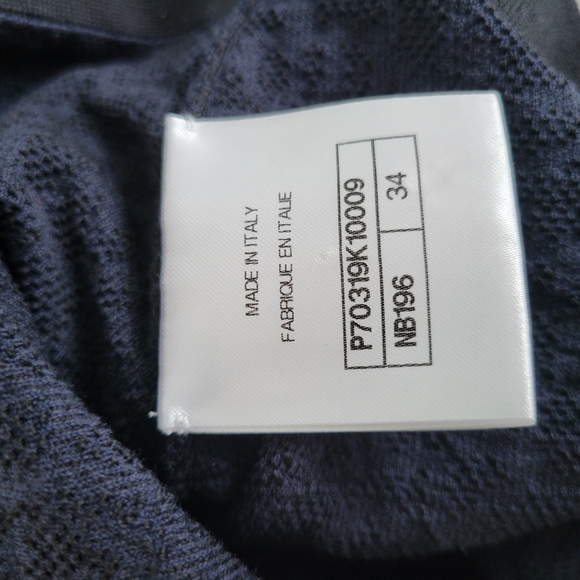 MADE IN ITALY
FABRIQUE EN ITALIE
P70319K10009
NB196 34